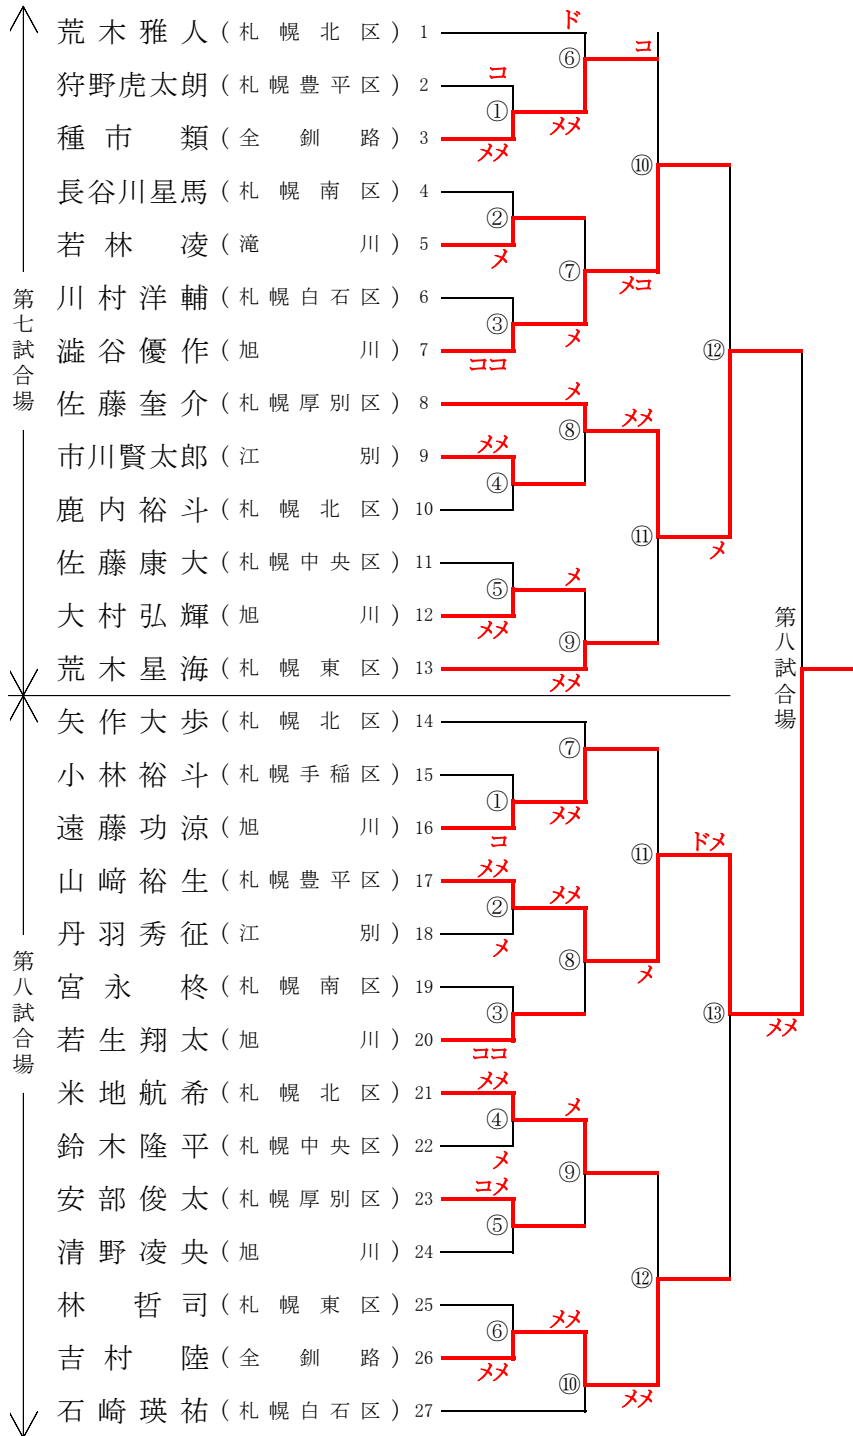 荒木雅人(札幌北区) 1
狩野虎太朗(札幌豊平区) 2
種市類(全釧路) 3
長谷川星馬(札幌南区) 4
若林凌(滝川) 5
川村洋輔(札幌白石区) 6
澁谷優作(旭川) 7
佐藤奎介(札幌厚別区) 8
市川賢太郎(江別) 9
鹿内裕斗(札幌北区) 10
佐藤康大(札幌中央区) 11
大村弘輝(旭川) 12
荒木星海(札幌東区) 13
矢作大歩(札幌北区) 14
小林裕斗(札幌手稲区) 15
遠藤功涼(旭川) 16
山﨑裕生(札幌豊平区) 17
丹羽秀征(江別) 18
宮永柊(札幌南区) 19
若生翔太(旭川) 20
米地航希(札幌北区) 21
鈴木隆平(札幌中央区) 22
安部俊太(札幌厚別区) 23
清野凌央(旭川) 24
林哲司(札幌東区) 25
吉村陸(全釧路) 26
石崎瑛祐(札幌白石区) 27
第七試合場
第八試合場
コ
①
メメ
②
メ
③
ココ
メメ
④
⑤
メメ
ド
⑥
メメ
⑦
メ
メ
⑧
メ
⑨
メメ
コ
⑩
メコ
メメ
⑪
⑫
メ
①
コ
メメ
②
メ
③
ココ
メメ
④
メ
コメ
⑤
⑥
メメ
⑦
メメ
メメ
⑧
メ
⑨
メメ
⑩
⑪
メ
⑫
メメ
ドメ
⑬
メメ
第八試合場